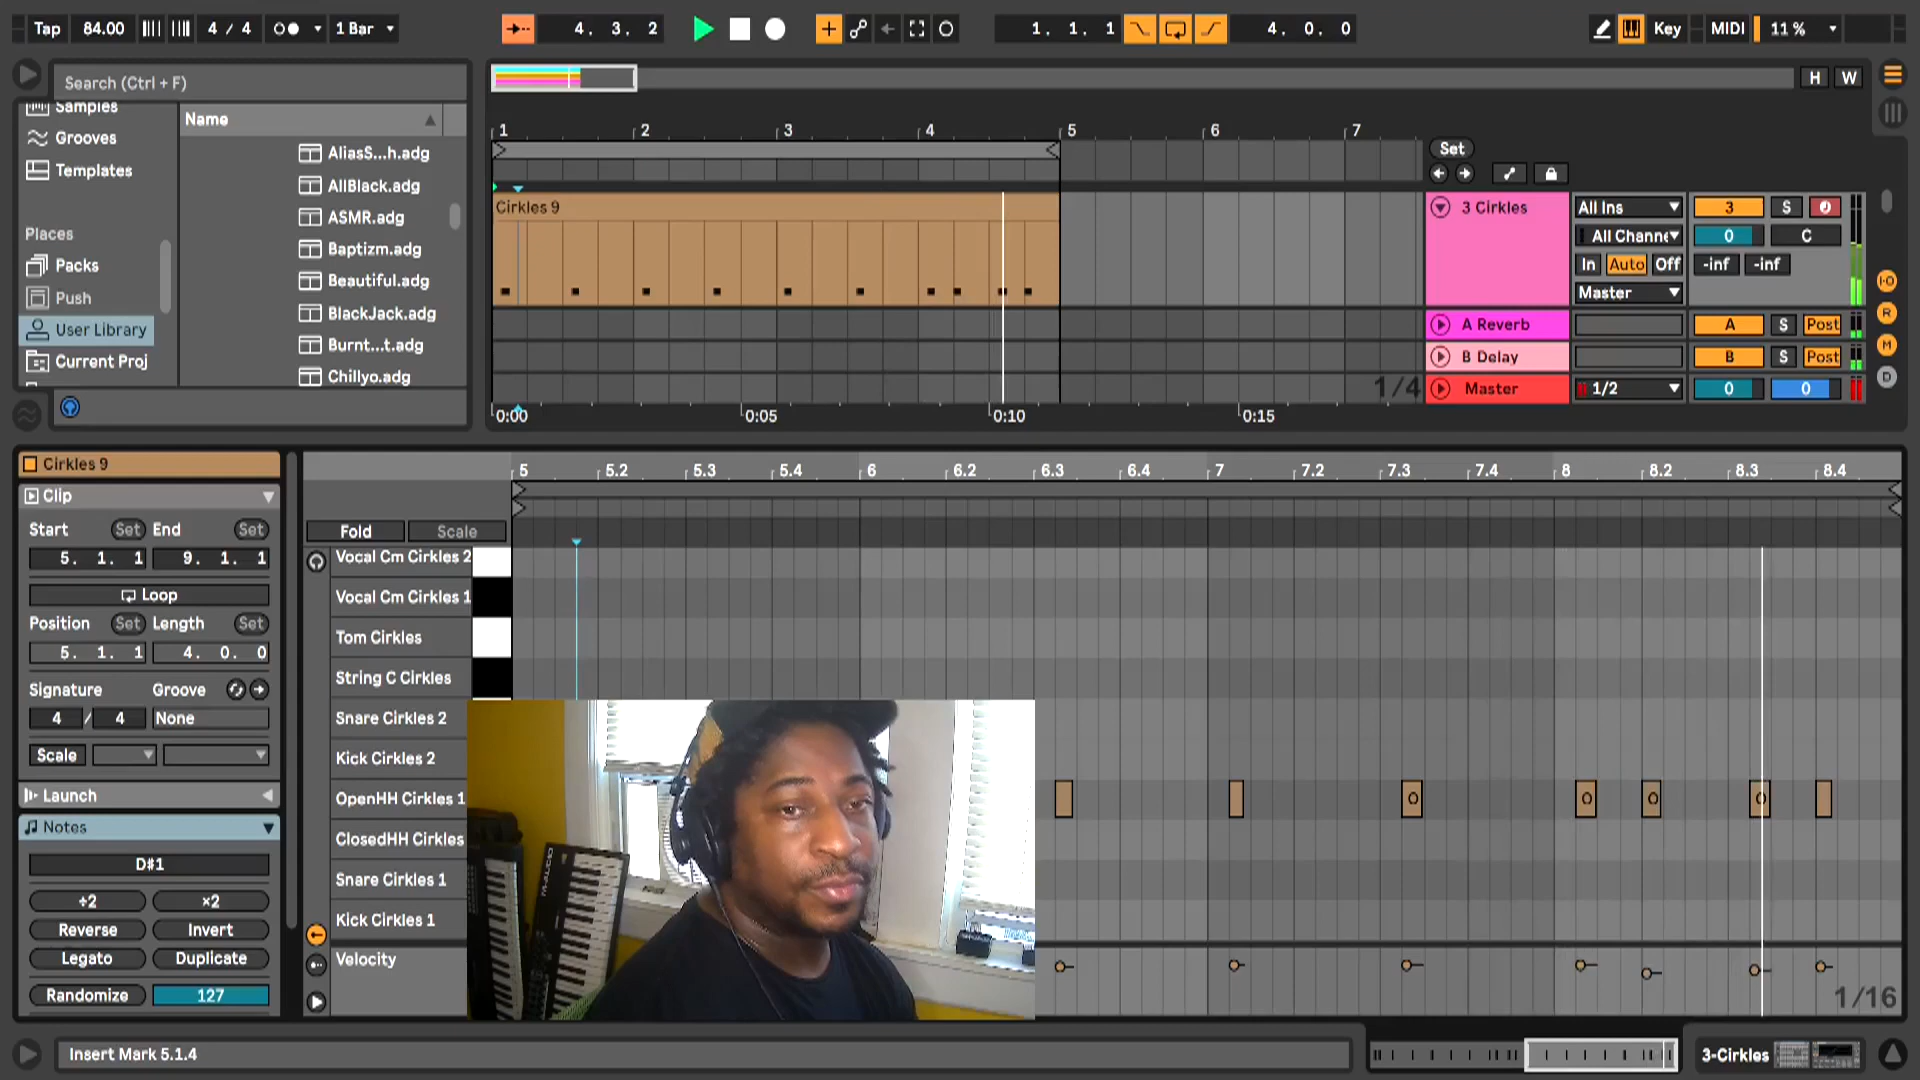 Tap 84.00 4 / 4 1 Bar 4. 3. 2 1. 1. 1 4. 0. 0 Key MIDI 11 %
Search (Ctrl + F)
H W
Samples
Grooves
Templates
Places
Packs
Push
User Library
Current Proj
Name
AliasS...h.adg
AllBlack.adg
ASMR.adg
Baptizm.adg
Beautiful.adg
BlackJack.adg
Burnt...t.adg
Chillyo.adg
1 2 3 4 5 6 7
Set
Cirkles 9
3 Cirkles All Ins 3 S
All Channe 0 C
In Auto Off -inf -inf
Master
A Reverb A S Post
B Delay B S Post
1/4 Master 1/2 0 0
0:00 0:05 0:10 0:15
I·O
R
M
D
Cirkles 9
Clip
Start Set End Set
5. 1. 1 9. 1. 1
Loop
Position Set Length Set
5. 1. 1 4. 0. 0
Signature Groove
4 / 4 None
Scale
Launch
Notes
D#1
÷2 ×2
Reverse Invert
Legato Duplicate
Randomize 127
5 5.2 5.3 5.4 6 6.2 6.3 6.4 7 7.2 7.3 7.4 8 8.2 8.3 8.4
Fold Scale
Vocal Cm Cirkles 2
Vocal Cm Cirkles 1
Tom Cirkles
String C Cirkles
Snare Cirkles 2
Kick Cirkles 2
OpenHH Cirkles 1
ClosedHH Cirkles
Snare Cirkles 1
Kick Cirkles 1
Velocity
M-AUDIO
1/16
Insert Mark 5.1.4
3-Cirkles